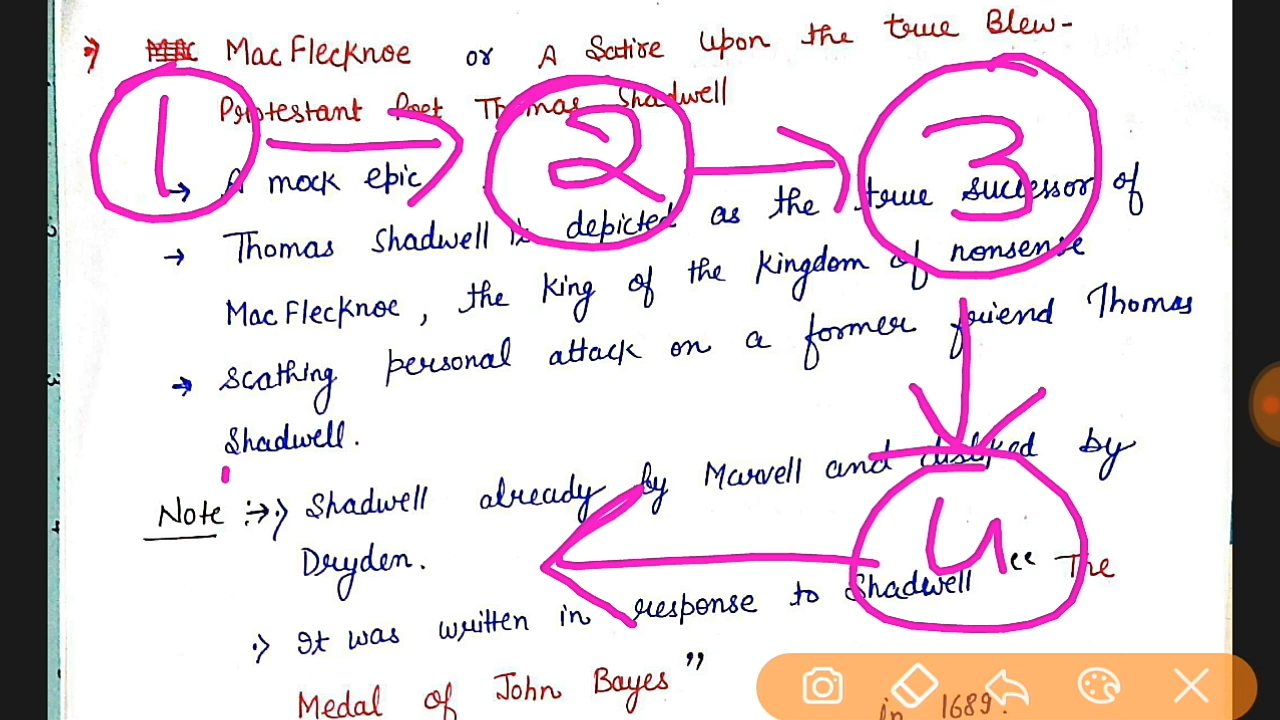 MacFlecknoe or A Satire upon the true Blew-
Protestant Poet Thomas Shadwell
1 2 3
→ A mock epic
→ Thomas Shadwell is depicted as the true successor of
MacFlecknoe, the king of the kingdom of nonsense
→ scathing personal attack on a former friend Thomas
Shadwell.
Note :→ :) Shadwell already by Marvell and disliked by
Dryden.
4
:) It was written in response to Shadwell "The
Medal of John Bayes" in 1689.